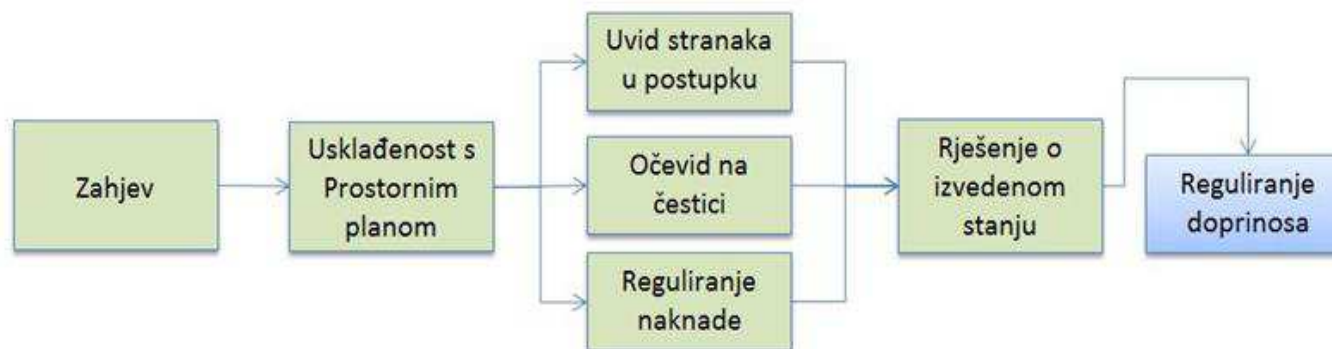 Zahjev
Usklađenost s
Prostornim
planom
Uvid stranaka
u postupku
Očevid na
čestici
Reguliranje
naknade
Rješenje o
izvedenom
stanju
Reguliranje
doprinosa